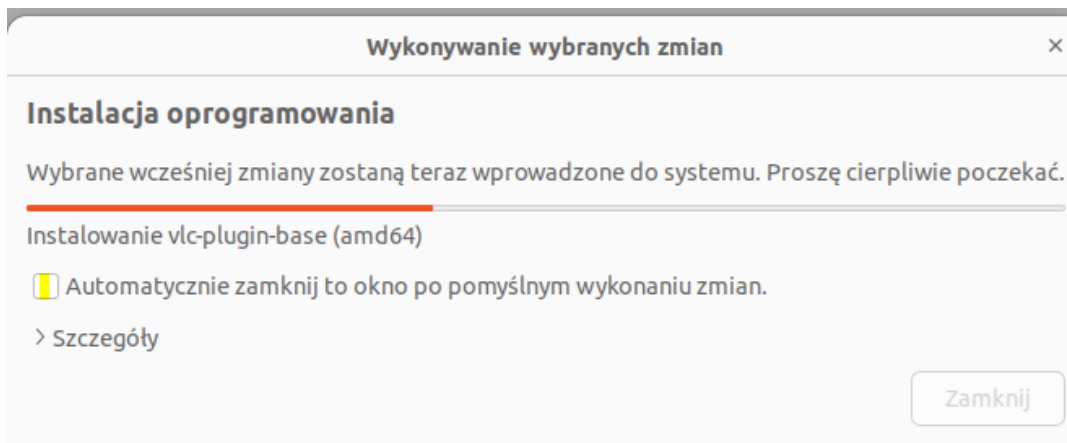 Wykonywanie wybranych zmian
Instalacja oprogramowania
Wybrane wcześniej zmiany zostaną teraz wprowadzone do systemu. Proszę cierpliwie poczekać.
Instalowanie vlc-plugin-base (amd64)
Automatycznie zamknij to okno po pomyślnym wykonaniu zmian.
Szczegóły
Zamknij